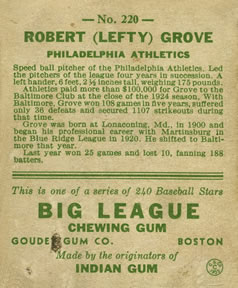 — No. 220 —
ROBERT (LEFTY) GROVE
PHILADELPHIA ATHLETICS
Speed ball pitcher of the Philadelphia Athletics. Led
the pitchers of the league four years in succession. A
left hander, 6 feet, 2½ inches tall, weighing 175 pounds.
Athletics paid more than $100,000 for Grove to the
Baltimore Club at the close of the 1924 season. With
Baltimore, Grove won 108 games in five years, suffered
only 36 defeats and secured 1107 strikeouts during
that time.
Grove was born at Lonaconing, Md., in 1900 and
began his professional career with Martinsburg in
the Blue Ridge League in 1920. He shifted to Balti-
more that year.
Last year won 25 games and lost 10, fanning 188
batters.
This is one of a series of 240 Baseball Stars
BIG LEAGUE
CHEWING GUM
GOUDEY GUM CO. BOSTON
Made by the originators of
INDIAN GUM